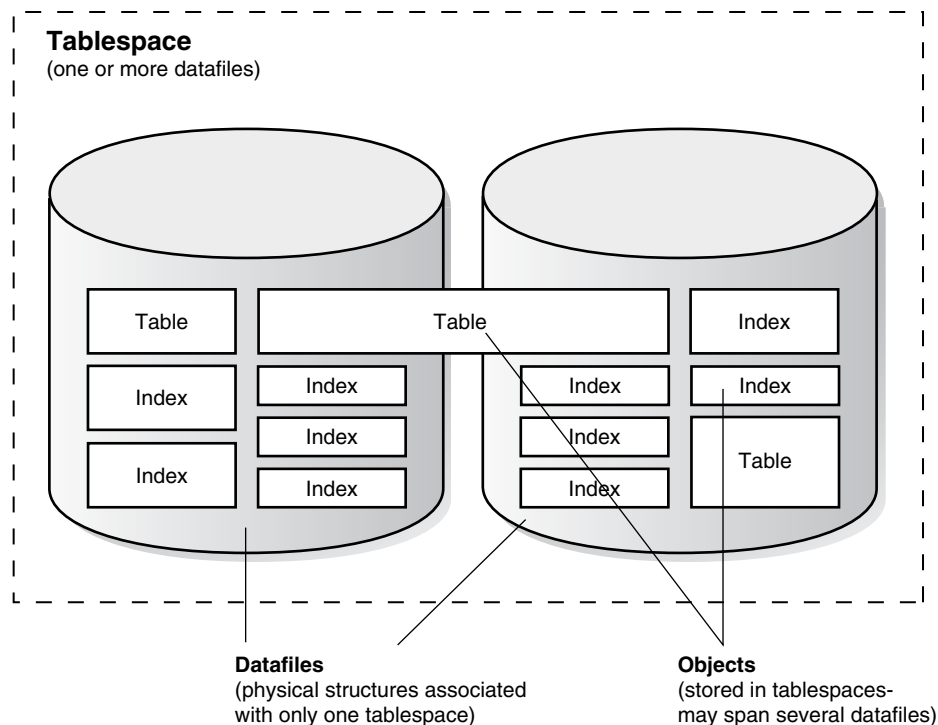 Tablespace
(one or more datafiles)
Table
Table
Index
Index
Index
Index
Index
Index
Index
Index
Table
Index
Index
Index
Datafiles
(physical structures associated
with only one tablespace)
Objects
(stored in tablespaces-
may span several datafiles)